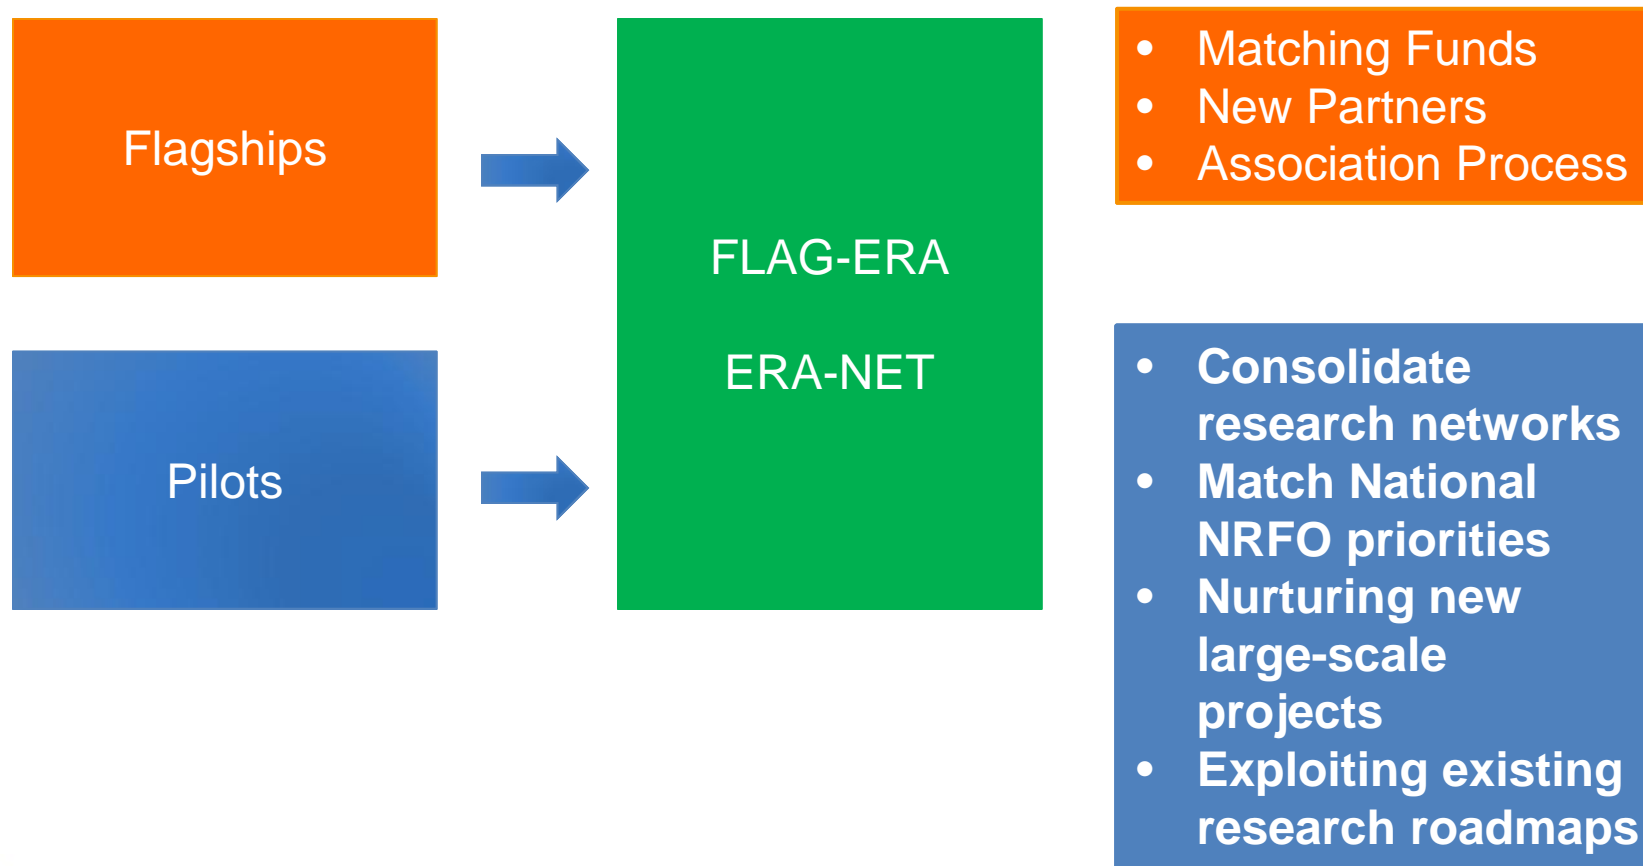 Flagships
Pilots
FLAG-ERA
ERA-NET
• Matching Funds
• New Partners
• Association Process
• Consolidate
research networks
• Match National
NRFO priorities
• Nurturing new
large-scale
projects
• Exploiting existing
research roadmaps